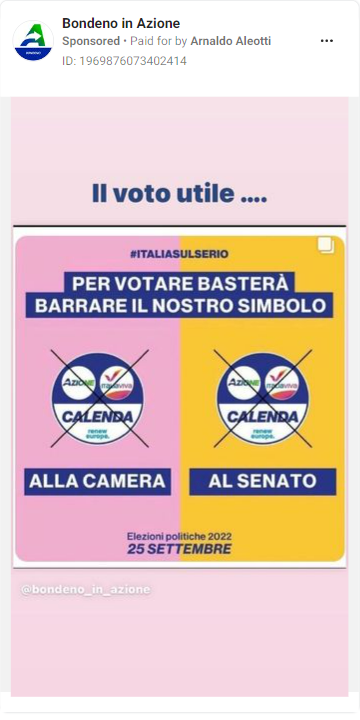 Bondeno in Azione
Sponsored • Paid for by Arnaldo Aleotti
ID: 1969876073402414
Il voto utile ....
#ITALIASULSERIO
PER VOTARE BASTERÀ
BARRARE IL NOSTRO SIMBOLO
AZIONE italiaviva
CALENDA
renew
europe.
AZIONE italiaviva
CALENDA
renew
europe.
ALLA CAMERA
AL SENATO
Elezioni politiche 2022
25 SETTEMBRE
@bondeno_in_azione